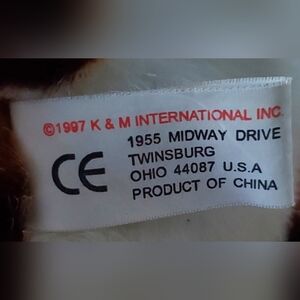 ©1997 K & M INTERNATIONAL INC.
CE
1955 MIDWAY DRIVE
TWINSBURG
OHIO 44087 U.S.A
PRODUCT OF CHINA